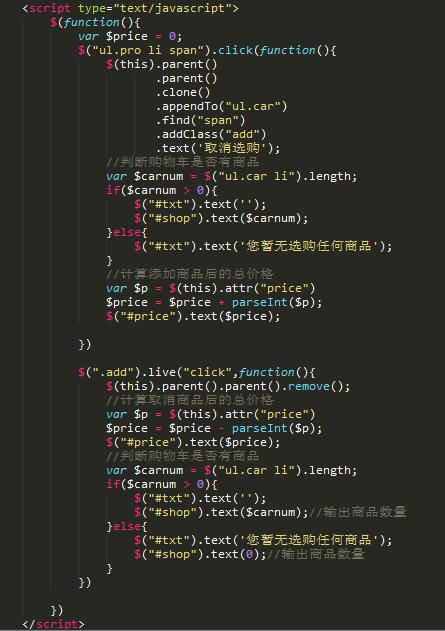 <script type="text/javascript">
$(function(){
var $price = 0;
$("ul.pro li span").click(function(){
$(this).parent()
.parent()
.clone()
.appendTo("ul.car")
.find("span")
.addClass("add")
.text('取消选购');
//判断购物车是否有商品
var $carnum = $("ul.car li").length;
if($carnum > 0){
$("#txt").text('');
$("#shop").text($carnum);
}else{
$("#txt").text('您暂无选购任何商品');
}
//计算添加商品后的总价格
var $p = $(this).attr("price")
$price = $price + parseInt($p);
$("#price").text($price);
})
$(".add").live("click",function(){
$(this).parent().parent().remove();
//计算取消商品后的总价格
var $p = $(this).attr("price")
$price = $price - parseInt($p);
$("#price").text($price);
//判断购物车是否有商品
var $carnum = $("ul.car li").length;
if($carnum > 0){
$("#txt").text('');
$("#shop").text($carnum);//输出商品数量
}else{
$("#txt").text('您暂无选购任何商品');
$("#shop").text(0);//输出商品数量
}
})
})
</script>